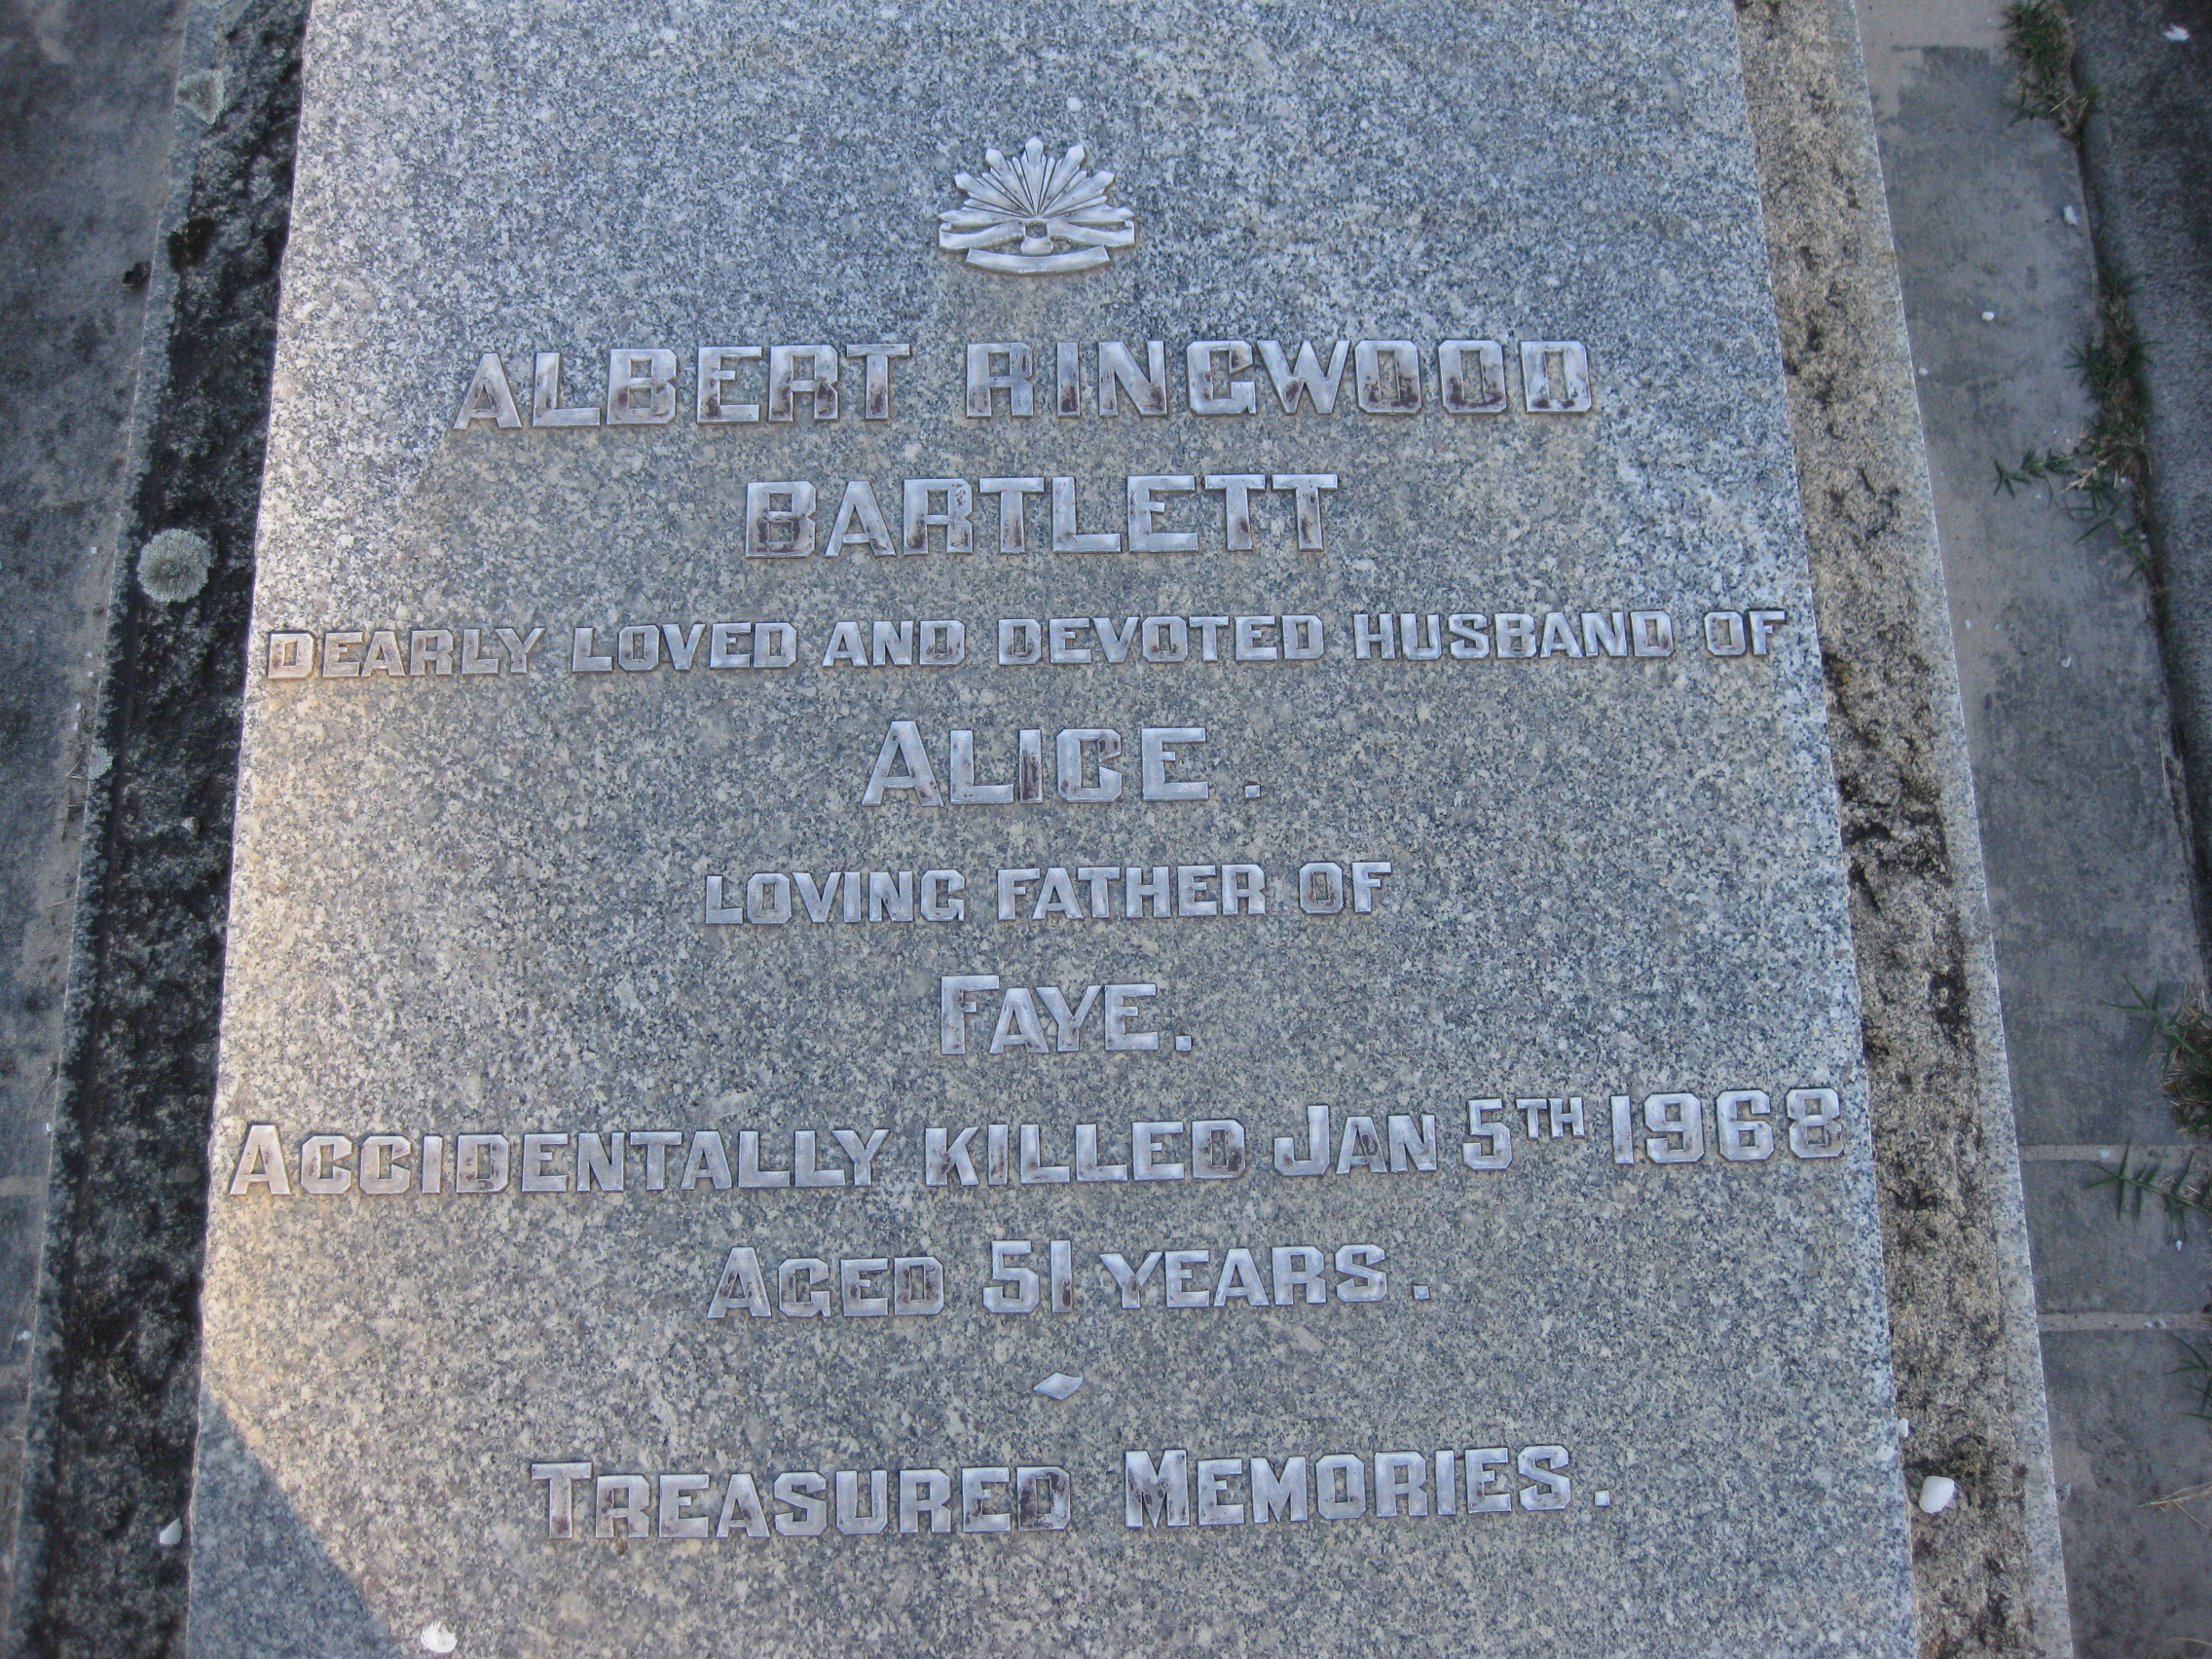 ALBERT RINGWOOD
BARTLETT
DEARLY LOVED AND DEVOTED HUSBAND OF
ALICE.
LOVING FATHER OF
FAYE.
ACCIDENTALLY KILLED JAN 5TH 1968
AGED 51 YEARS.
TREASURED MEMORIES.